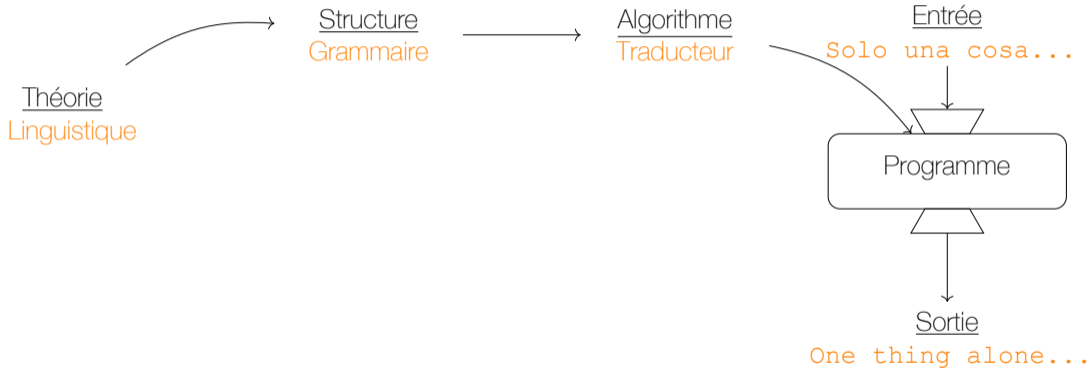 Théorie
Linguistique
Structure
Grammaire
Algorithme
Traducteur
Entrée
Solo una cosa...
Programme
Sortie
One thing alone...